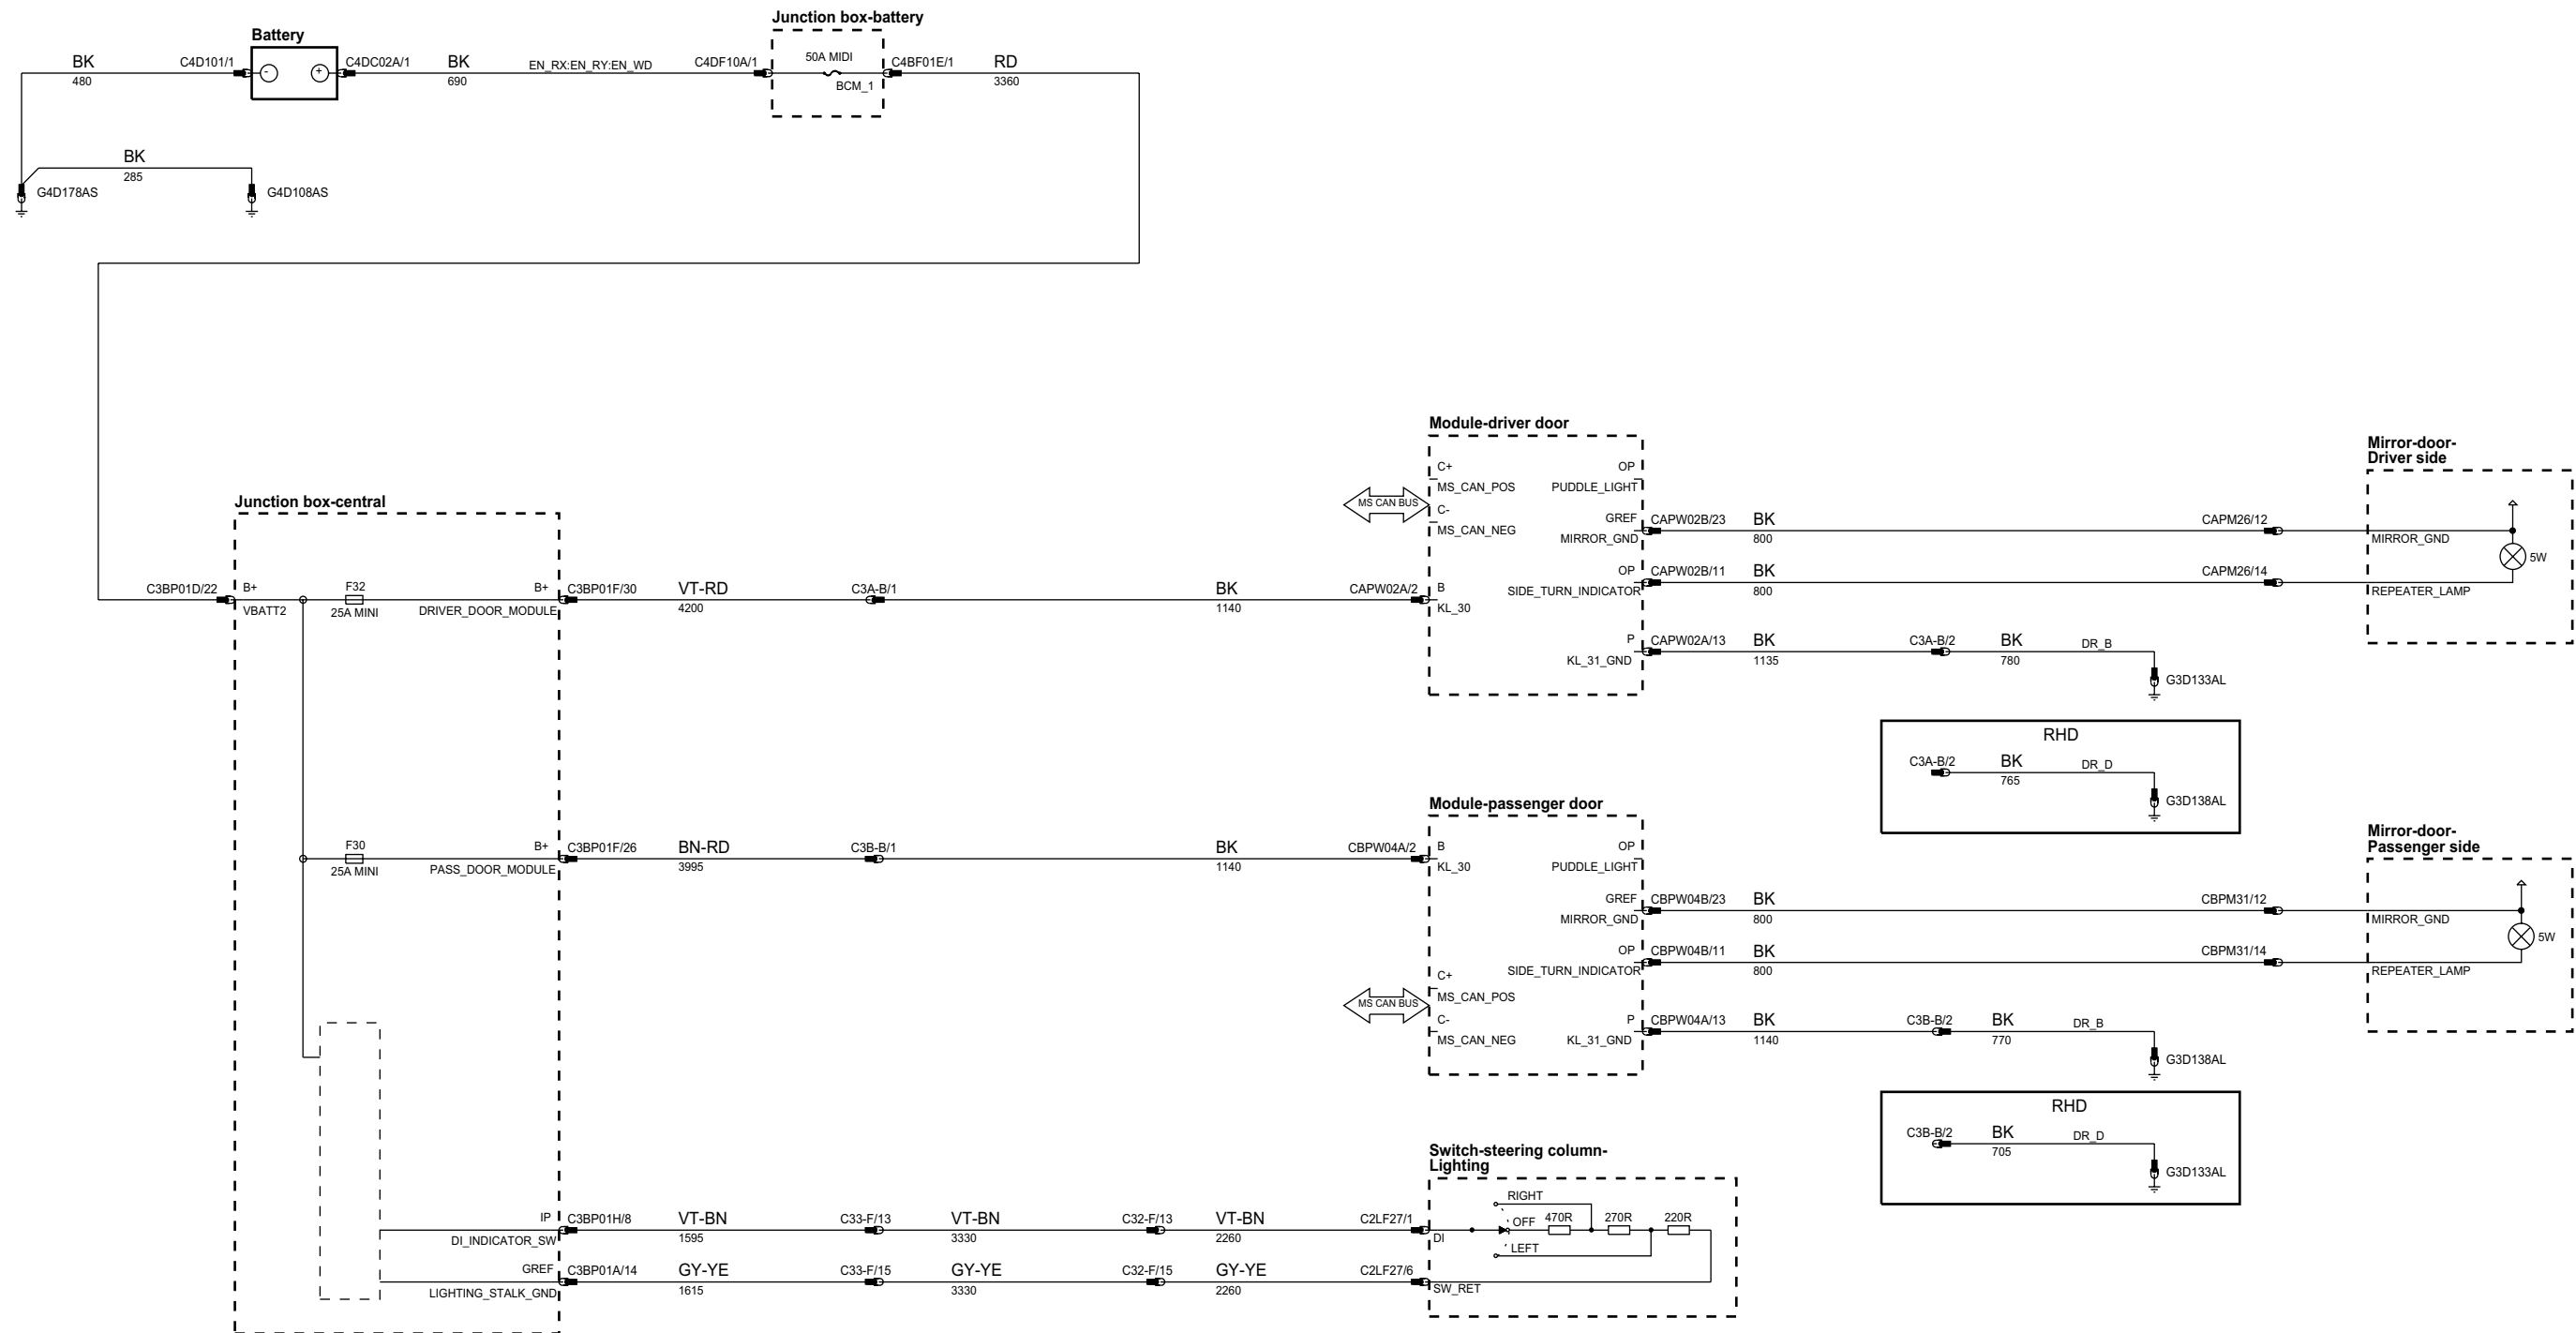 Junction box-battery
Battery
50A MIDI
BCM_1
BK
480
C4D101/1
-
+
C4DC02A/1
BK
690
EN_RX:EN_RY:EN_WD
C4DF10A/1
C4BF01E/1
RD
3360
BK
285
G4D178AS
G4D108AS
Module-driver door
C+
MS_CAN_POS
MS CAN BUS
C-
MS_CAN_NEG
B
KL_30
OP
PUDDLE_LIGHT
GREF
MIRROR_GND
OP
SIDE_TURN_INDICATOR
P
KL_31_GND
CAPW02B/23
BK
800
CAPM26/12
CAPW02B/11
BK
800
CAPM26/14
CAPW02A/13
BK
1135
C3A-B/2
BK
780
DR_B
G3D133AL
Mirror-door-
Driver side
MIRROR_GND
5W
REPEATER_LAMP
RHD
C3A-B/2
BK
765
DR_D
G3D138AL
Junction box-central
C3BP01D/22
B+
VBATT2
F32
25A MINI
B+
DRIVER_DOOR_MODULE
C3BP01F/30
VT-RD
4200
C3A-B/1
BK
1140
CAPW02A/2
F30
25A MINI
B+
PASS_DOOR_MODULE
C3BP01F/26
BN-RD
3995
C3B-B/1
BK
1140
CBPW04A/2
Module-passenger door
B
KL_30
C+
MS_CAN_POS
MS CAN BUS
C-
MS_CAN_NEG
OP
PUDDLE_LIGHT
GREF
MIRROR_GND
OP
SIDE_TURN_INDICATOR
P
KL_31_GND
CBPW04B/23
BK
800
CBPM31/12
CBPW04B/11
BK
800
CBPM31/14
CBPW04A/13
BK
1140
C3B-B/2
BK
770
DR_B
G3D138AL
Mirror-door-
Passenger side
MIRROR_GND
5W
REPEATER_LAMP
RHD
C3B-B/2
BK
705
DR_D
G3D133AL
IP
DI_INDICATOR_SW
C3BP01H/8
VT-BN
1595
C33-F/13
VT-BN
3330
C32-F/13
VT-BN
2260
C2LF27/1
GREF
LIGHTING_STALK_GND
C3BP01A/14
GY-YE
1615
C33-F/15
GY-YE
3330
C32-F/15
GY-YE
2260
C2LF27/6
Switch-steering column-
Lighting
RIGHT
OFF
LEFT
470R
270R
220R
DI
SW_RET